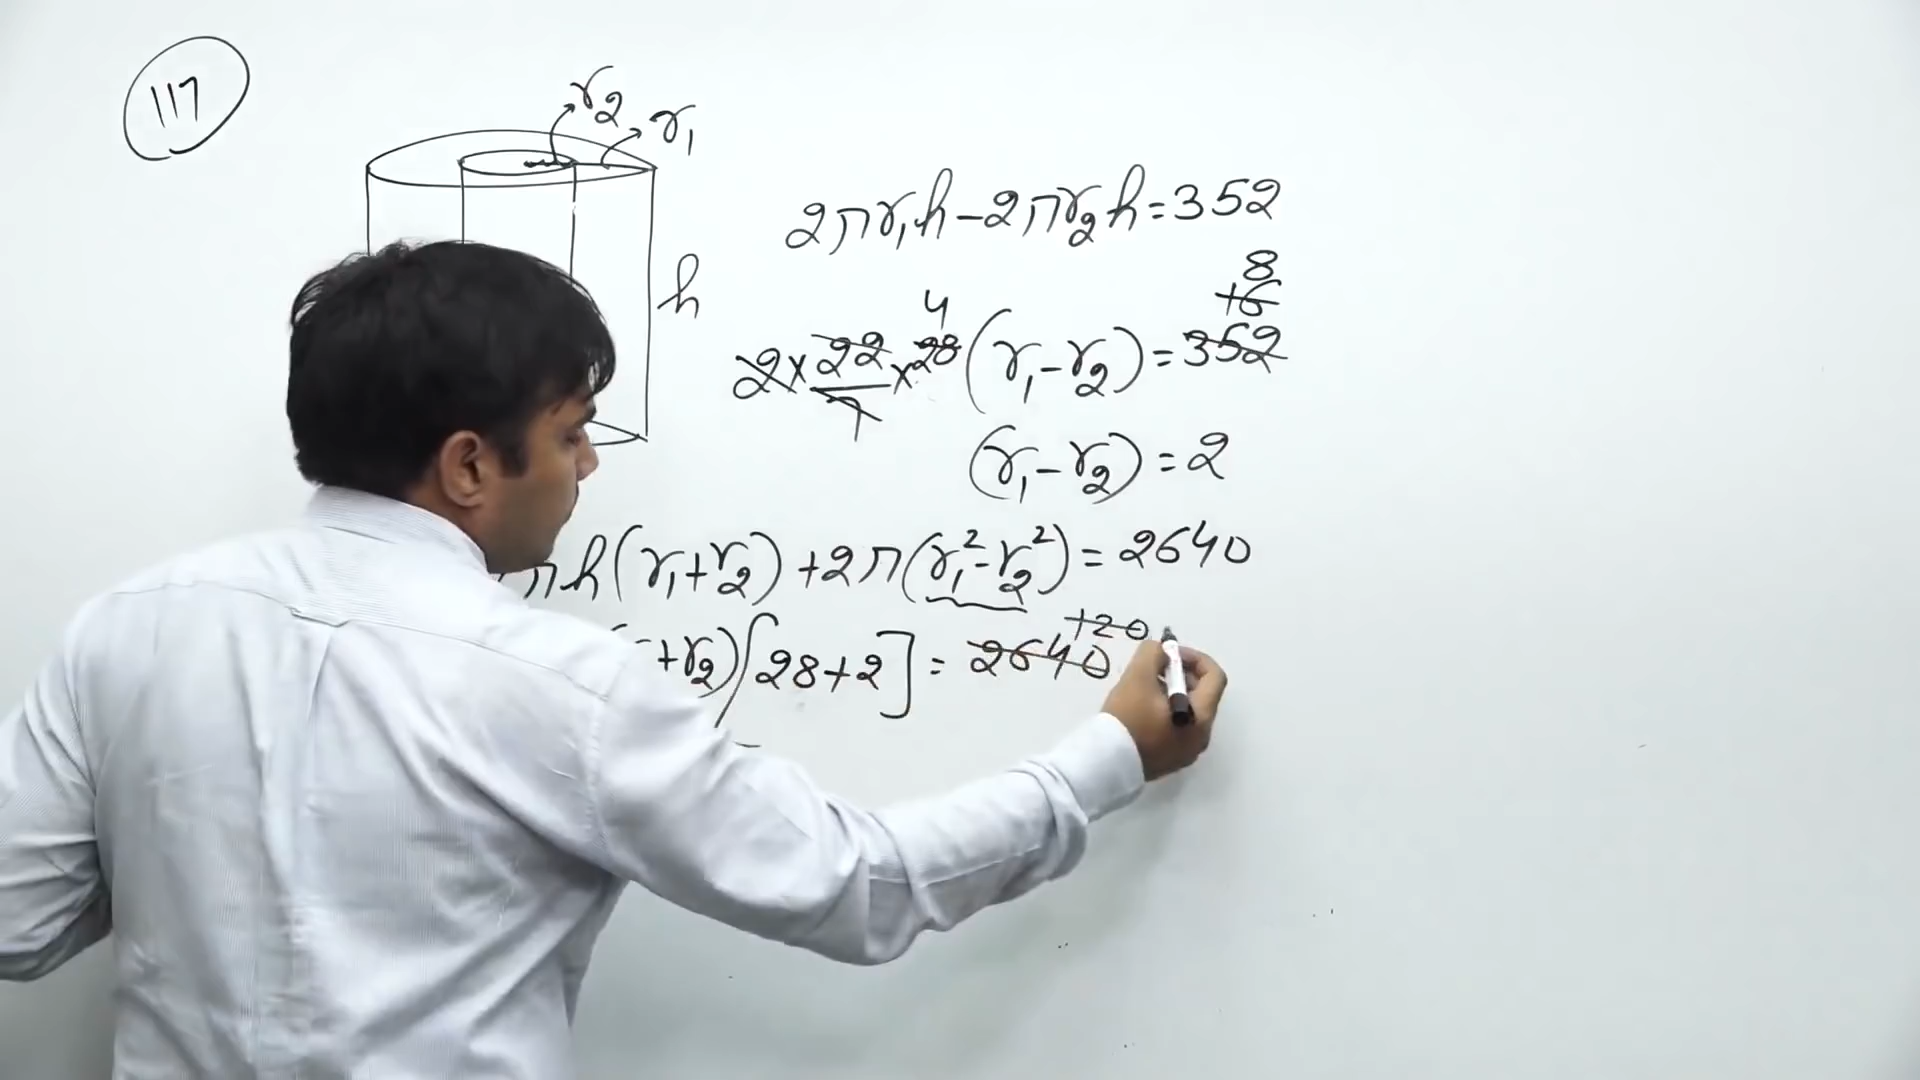 117
r₂
r₁
h
2πr₁h-2πr₂h=352
8
16
4
2×22/7×28(r₁-r₂)=352
(r₁-r₂)=2
πh(r₁+r₂)+2π(r₁²-r₂²)=2640
120
+r₂)[28+2]=2640